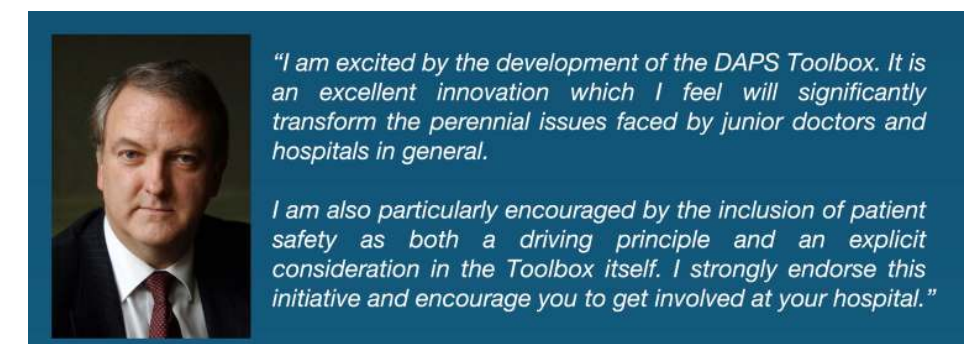 “I am excited by the development of the DAPS Toolbox. It is
an excellent innovation which I feel will significantly
transform the perennial issues faced by junior doctors and
hospitals in general.
I am also particularly encouraged by the inclusion of patient
safety as both a driving principle and an explicit
consideration in the Toolbox itself. I strongly endorse this
initiative and encourage you to get involved at your hospital.”